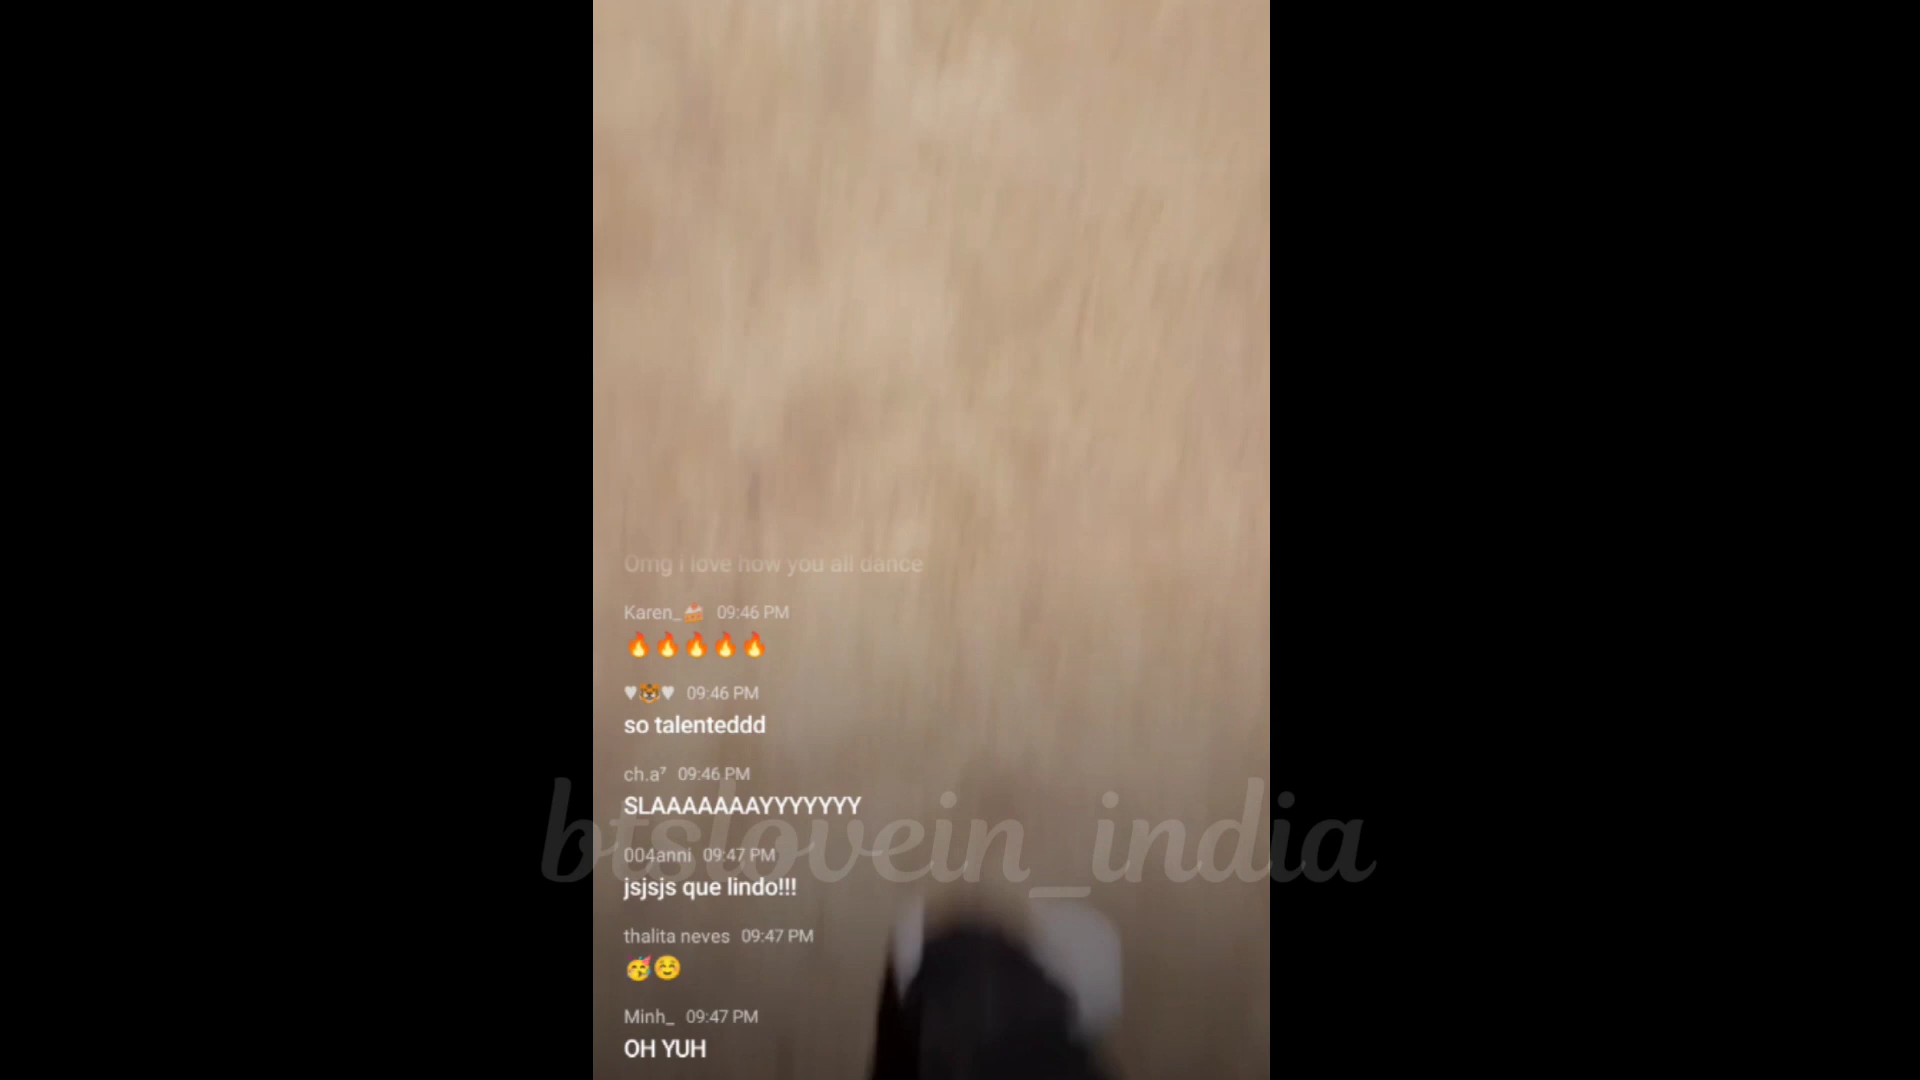 Omg i love how you all dance
Karen_🍰 09:46 PM
🔥🔥🔥🔥🔥
♥🐯♥ 09:46 PM
so talenteddd
ch.a⁷ 09:46 PM
SLAAAAAAAYYYYYYY
btslovein_india
004anni 09:47 PM
jsjsjs que lindo!!!
thalita neves 09:47 PM
🥳☺️
Minh_ 09:47 PM
OH YUH